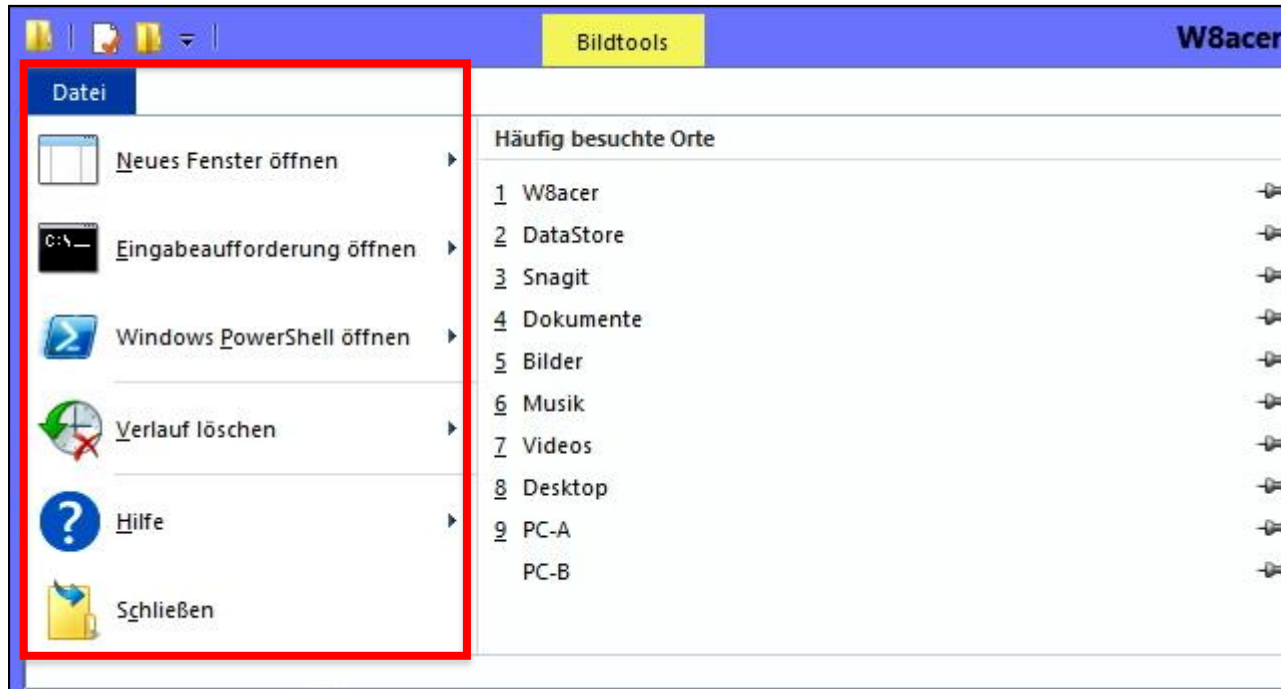 Bildtools
W8acer
Datei
Neues Fenster öffnen
C:\_
Eingabeaufforderung öffnen
Windows PowerShell öffnen
Verlauf löschen
Hilfe
Schließen
Häufig besuchte Orte
1 W8acer
2 DataStore
3 Snagit
4 Dokumente
5 Bilder
6 Musik
7 Videos
8 Desktop
9 PC-A
PC-B